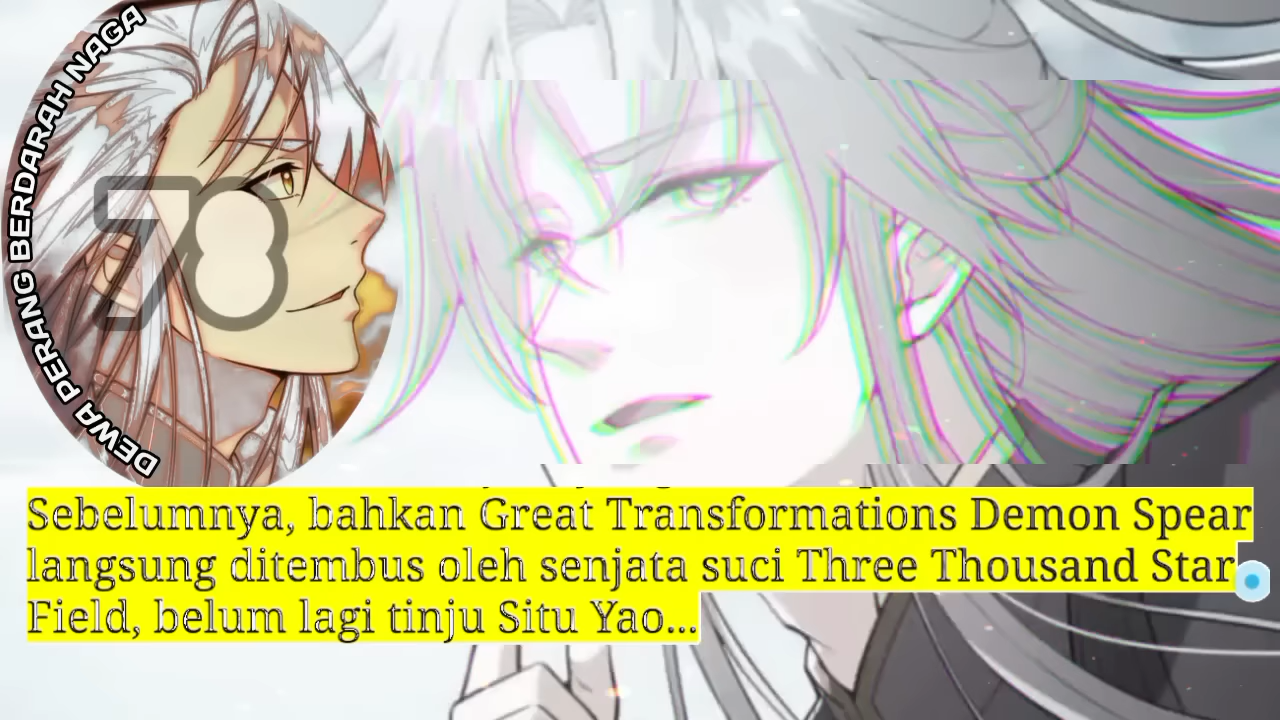 DEWA PERANG BERDARAH NAGA
78
Sebelumnya, bahkan Great Transformations Demon Spear
langsung ditembus oleh senjata suci Three Thousand Star
Field, belum lagi tinju Situ Yao...